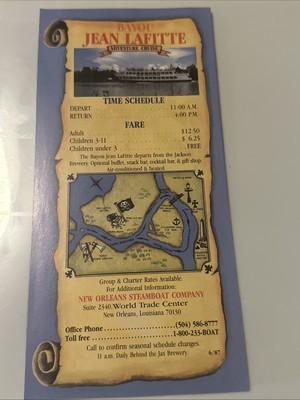 BAYOU
JEAN LAFITTE
ADVENTURE CRUISE
TIME SCHEDULE
DEPART 11:00 A.M.
RETURN 4:00 P.M.
FARE
Adult $12.50
Children 3-11 $ 6.25
Children under 3 FREE
The Bayou Jean Lafitte departs from the Jackson
Brewery. Optional buffet, snack bar, cocktail bar, & gift shop.
Air-conditioned & heated.
Group & Charter Rates Available.
For Additional Information:
NEW ORLEANS STEAMBOAT COMPANY
Suite 2340, World Trade Center
New Orleans, Louisiana 70130
Office Phone (504) 586-8777
Toll free 1-800-233-BOAT
Call to confirm seasonal schedule changes.
11 a.m. Daily Behind the Jax Brewery.
6/87